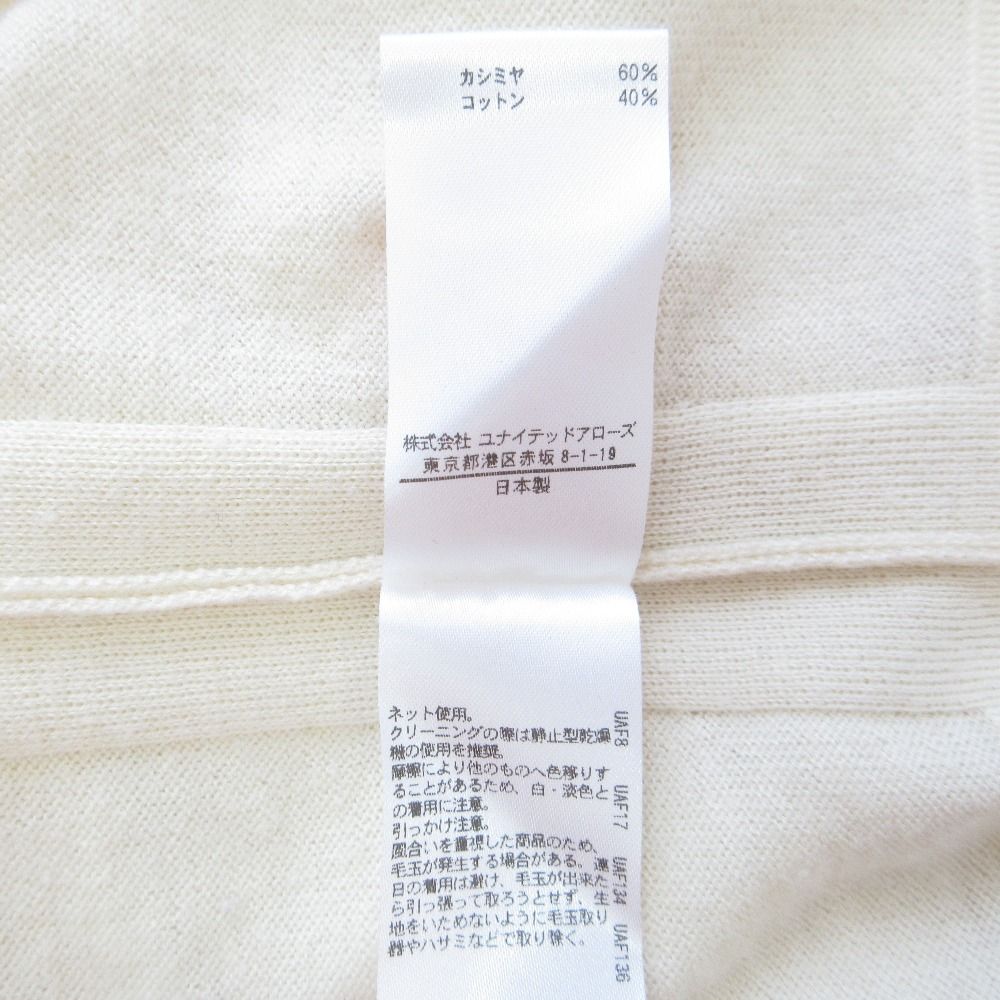 カシミヤ 60%
コットン 40%
株式会社 ユナイテッドアローズ
東京都港区赤坂 8-1-19
日本製
ネット使用。
クリーニングの際は静止型乾燥
機の使用を推奨。
摩擦により他のものへ色移りす
ることがあるため、白・淡色と
の着用に注意。
引っかけ注意。
風合いを重視した商品のため、
毛玉が発生する場合がある。連
日の着用は避け、毛玉が出来た
ら引っ張って取ろうとせず、生
地をいためないように毛玉取り
器やハサミなどで取り除く。
UAF8 UAF17 UAF134 UAF136